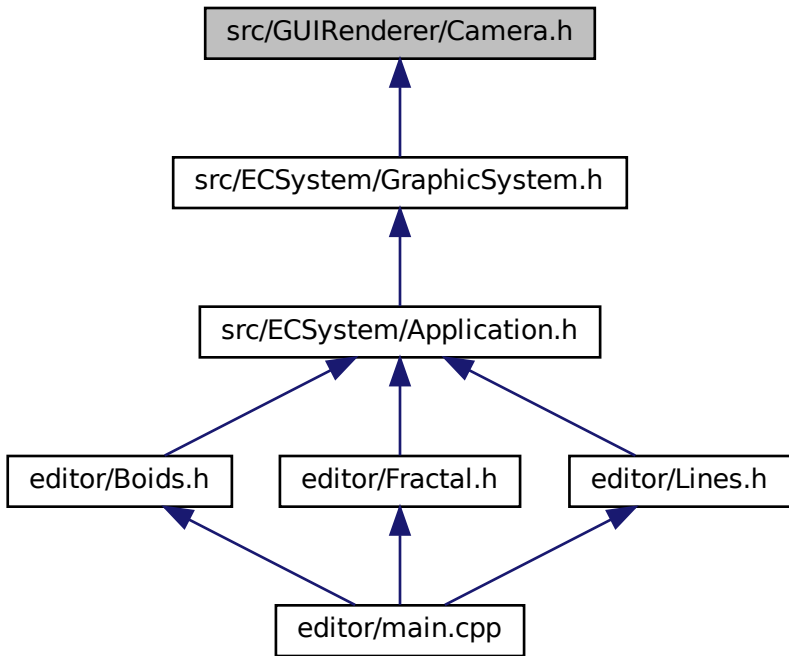 src/GUIRenderer/Camera.h
src/ECSystem/GraphicSystem.h
src/ECSystem/Application.h
editor/Boids.h
editor/Fractal.h
editor/Lines.h
editor/main.cpp